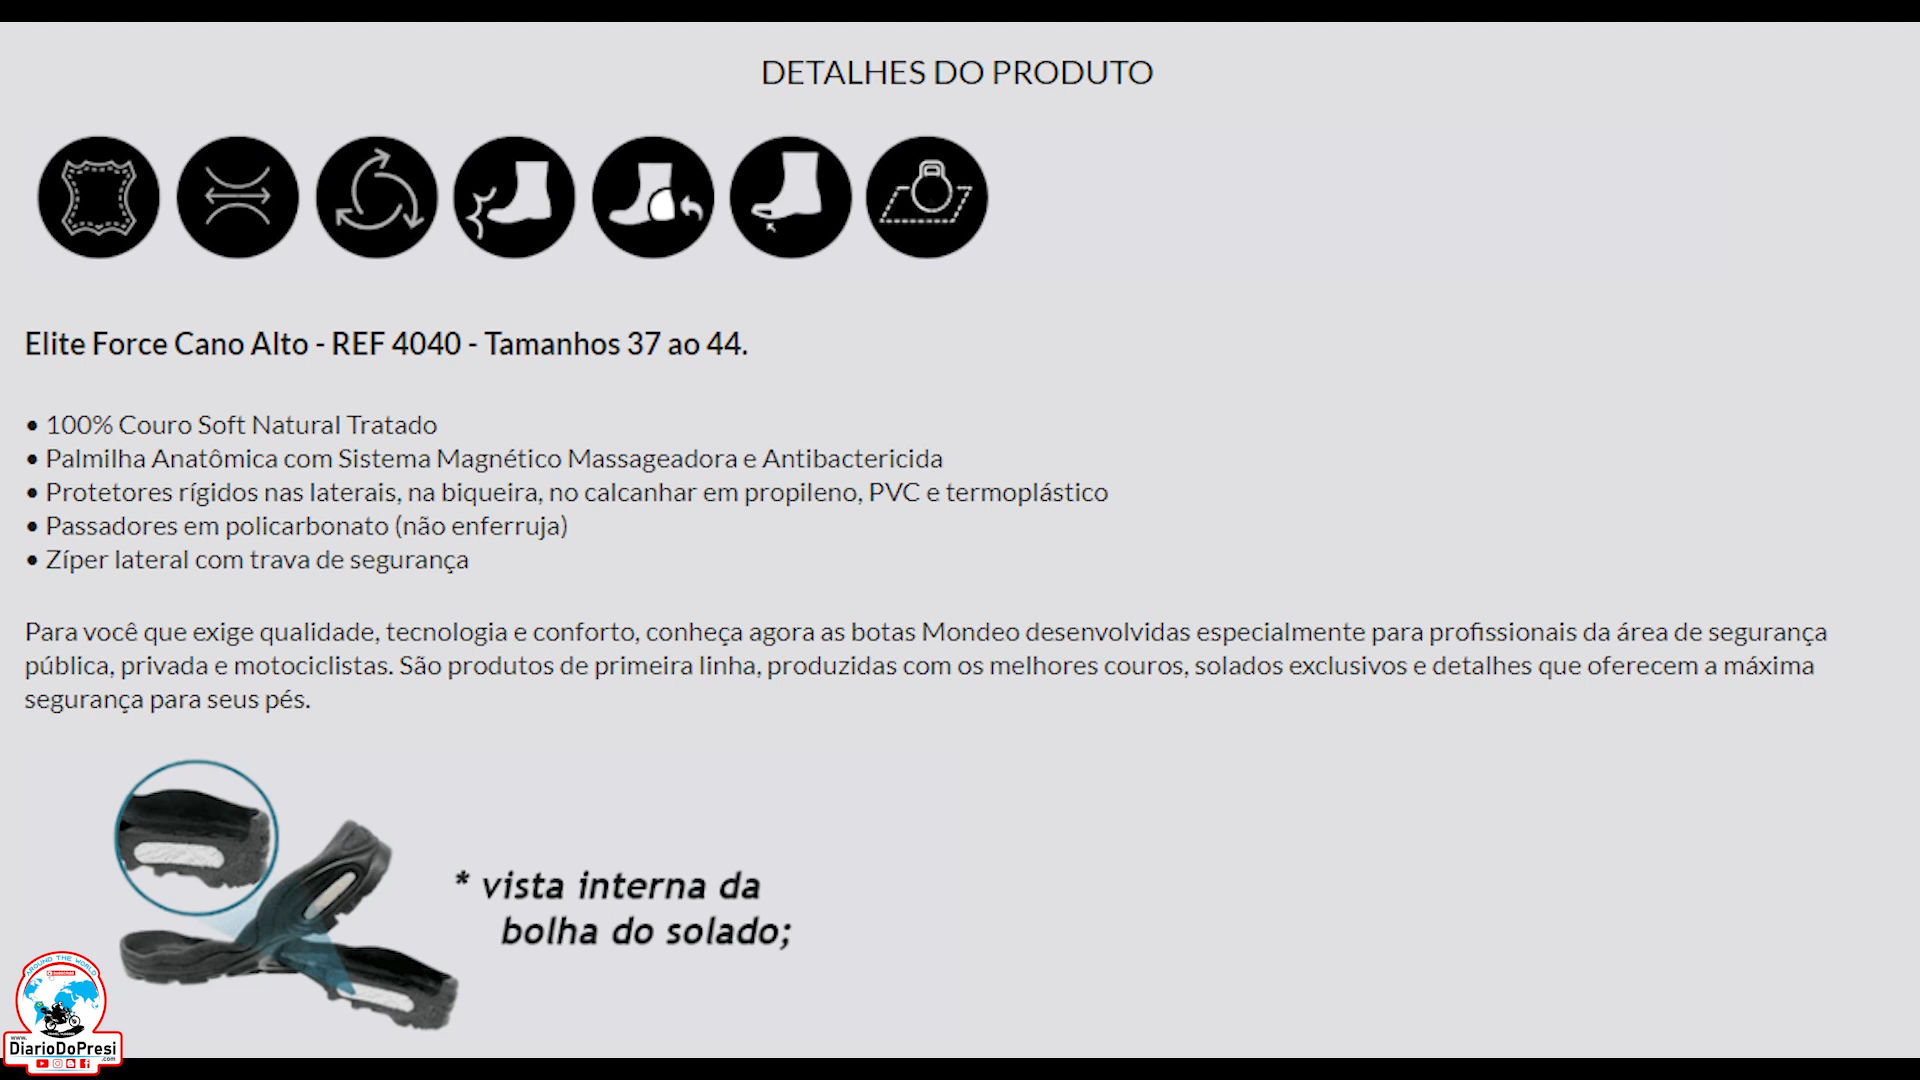 DETALHES DO PRODUTO
Elite Force Cano Alto - REF 4040 - Tamanhos 37 ao 44.
• 100% Couro Soft Natural Tratado
• Palmilha Anatômica com Sistema Magnético Massageadora e Antibactericida
• Protetores rígidos nas laterais, na biqueira, no calcanhar em propileno, PVC e termoplástico
• Passadores em policarbonato (não enferruja)
• Zíper lateral com trava de segurança
Para você que exige qualidade, tecnologia e conforto, conheça agora as botas Mondeo desenvolvidas especialmente para profissionais da área de segurança
pública, privada e motociclistas. São produtos de primeira linha, produzidas com os melhores couros, solados exclusivos e detalhes que oferecem a máxima
segurança para seus pés.
* vista interna da
bolha do solado;
AROUND THE WORLD
www.
DiarioDoPresi
.com